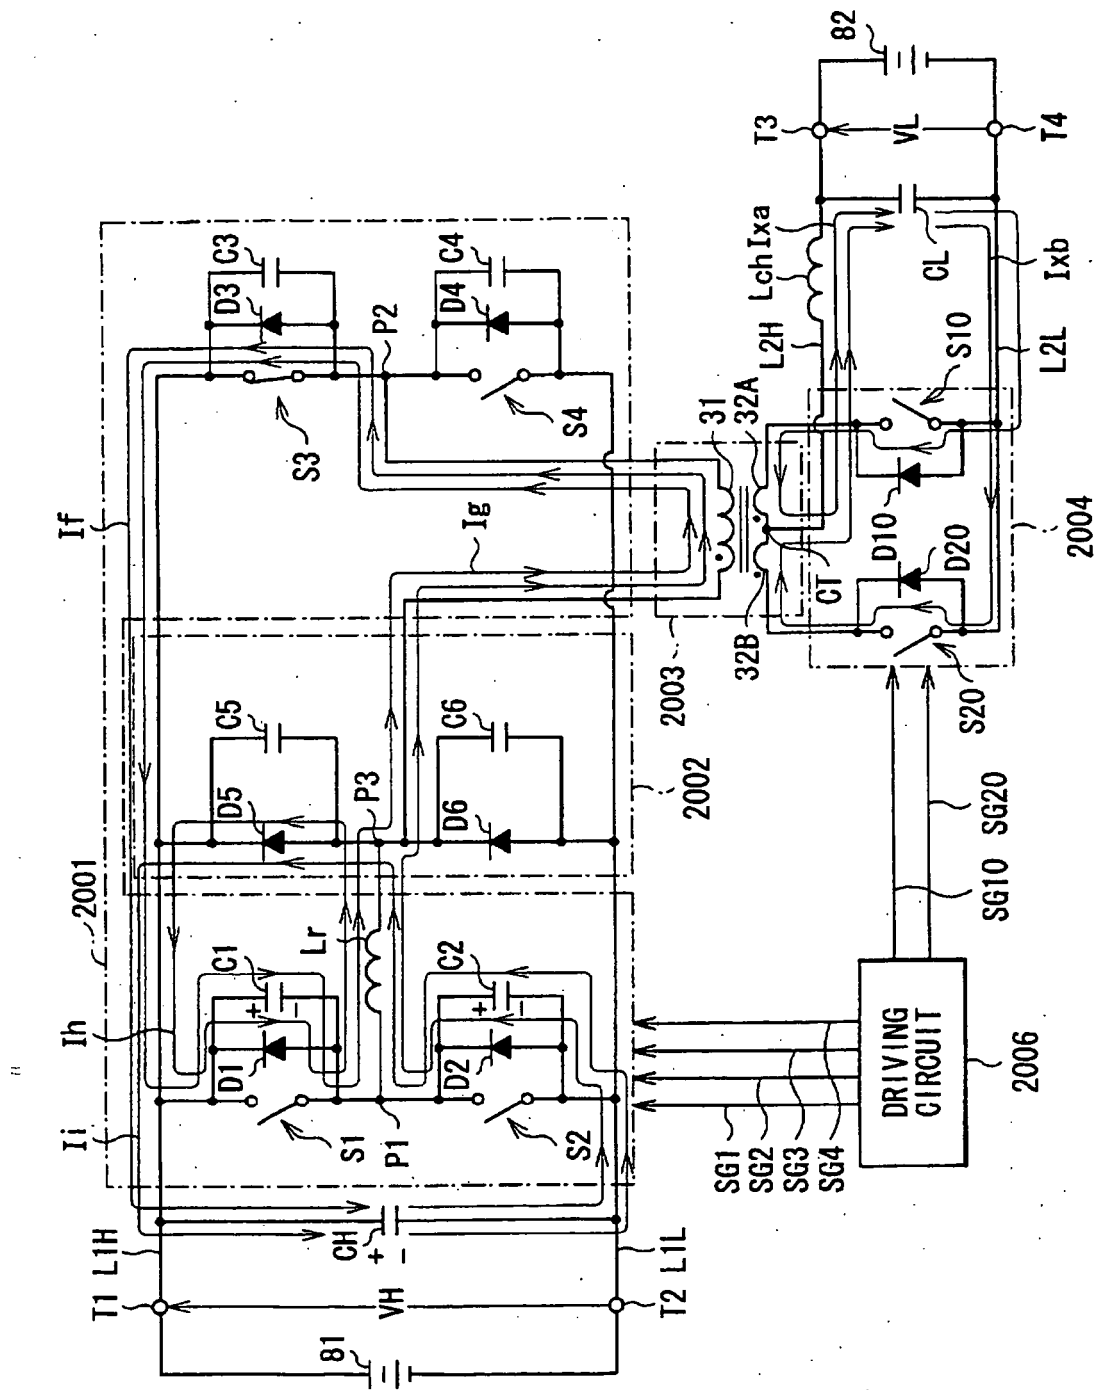 If
Ig
Ih
Ii
2001
2002
2003
2004
2006
T1
L1H
VH
81
T2
L1L
CH
+
−
S1
D1
C1
+
−
P1
Lr
S2
D2
C2
+
−
D5
C5
P3
D6
C6
S3
D3
C3
P2
S4
D4
C4
31
32A
32B
CT
D10
S10
D20
S20
L2H
Lch
Ixa
CL
Ixb
L2L
T3
VL
T4
82
SG1
SG2
SG3
SG4
SG10
SG20
DRIVING
CIRCUIT